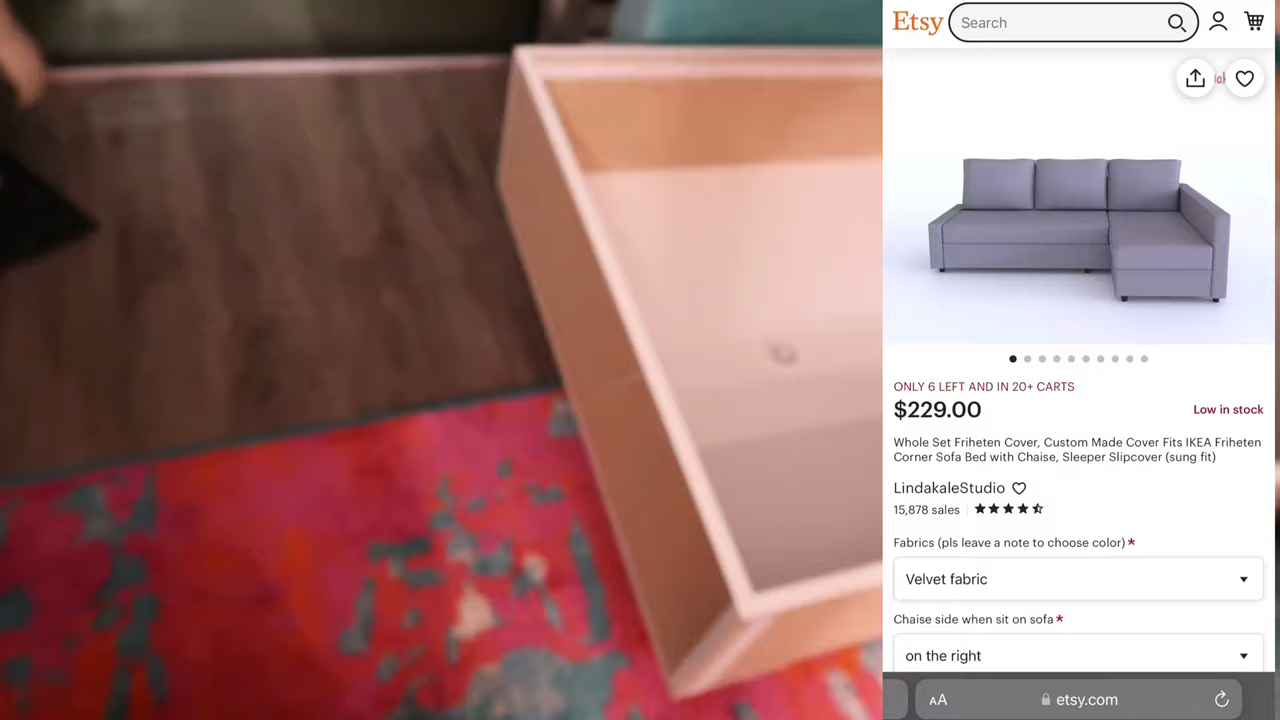 Etsy
Search
ONLY 6 LEFT AND IN 20+ CARTS
$229.00
Low in stock
Whole Set Friheten Cover, Custom Made Cover Fits IKEA Friheten
Corner Sofa Bed with Chaise, Sleeper Slipcover (sung fit)
LindakaleStudio
15,878 sales
Fabrics (pls leave a note to choose color) *
Velvet fabric
Chaise side when sit on sofa *
on the right
AA
etsy.com